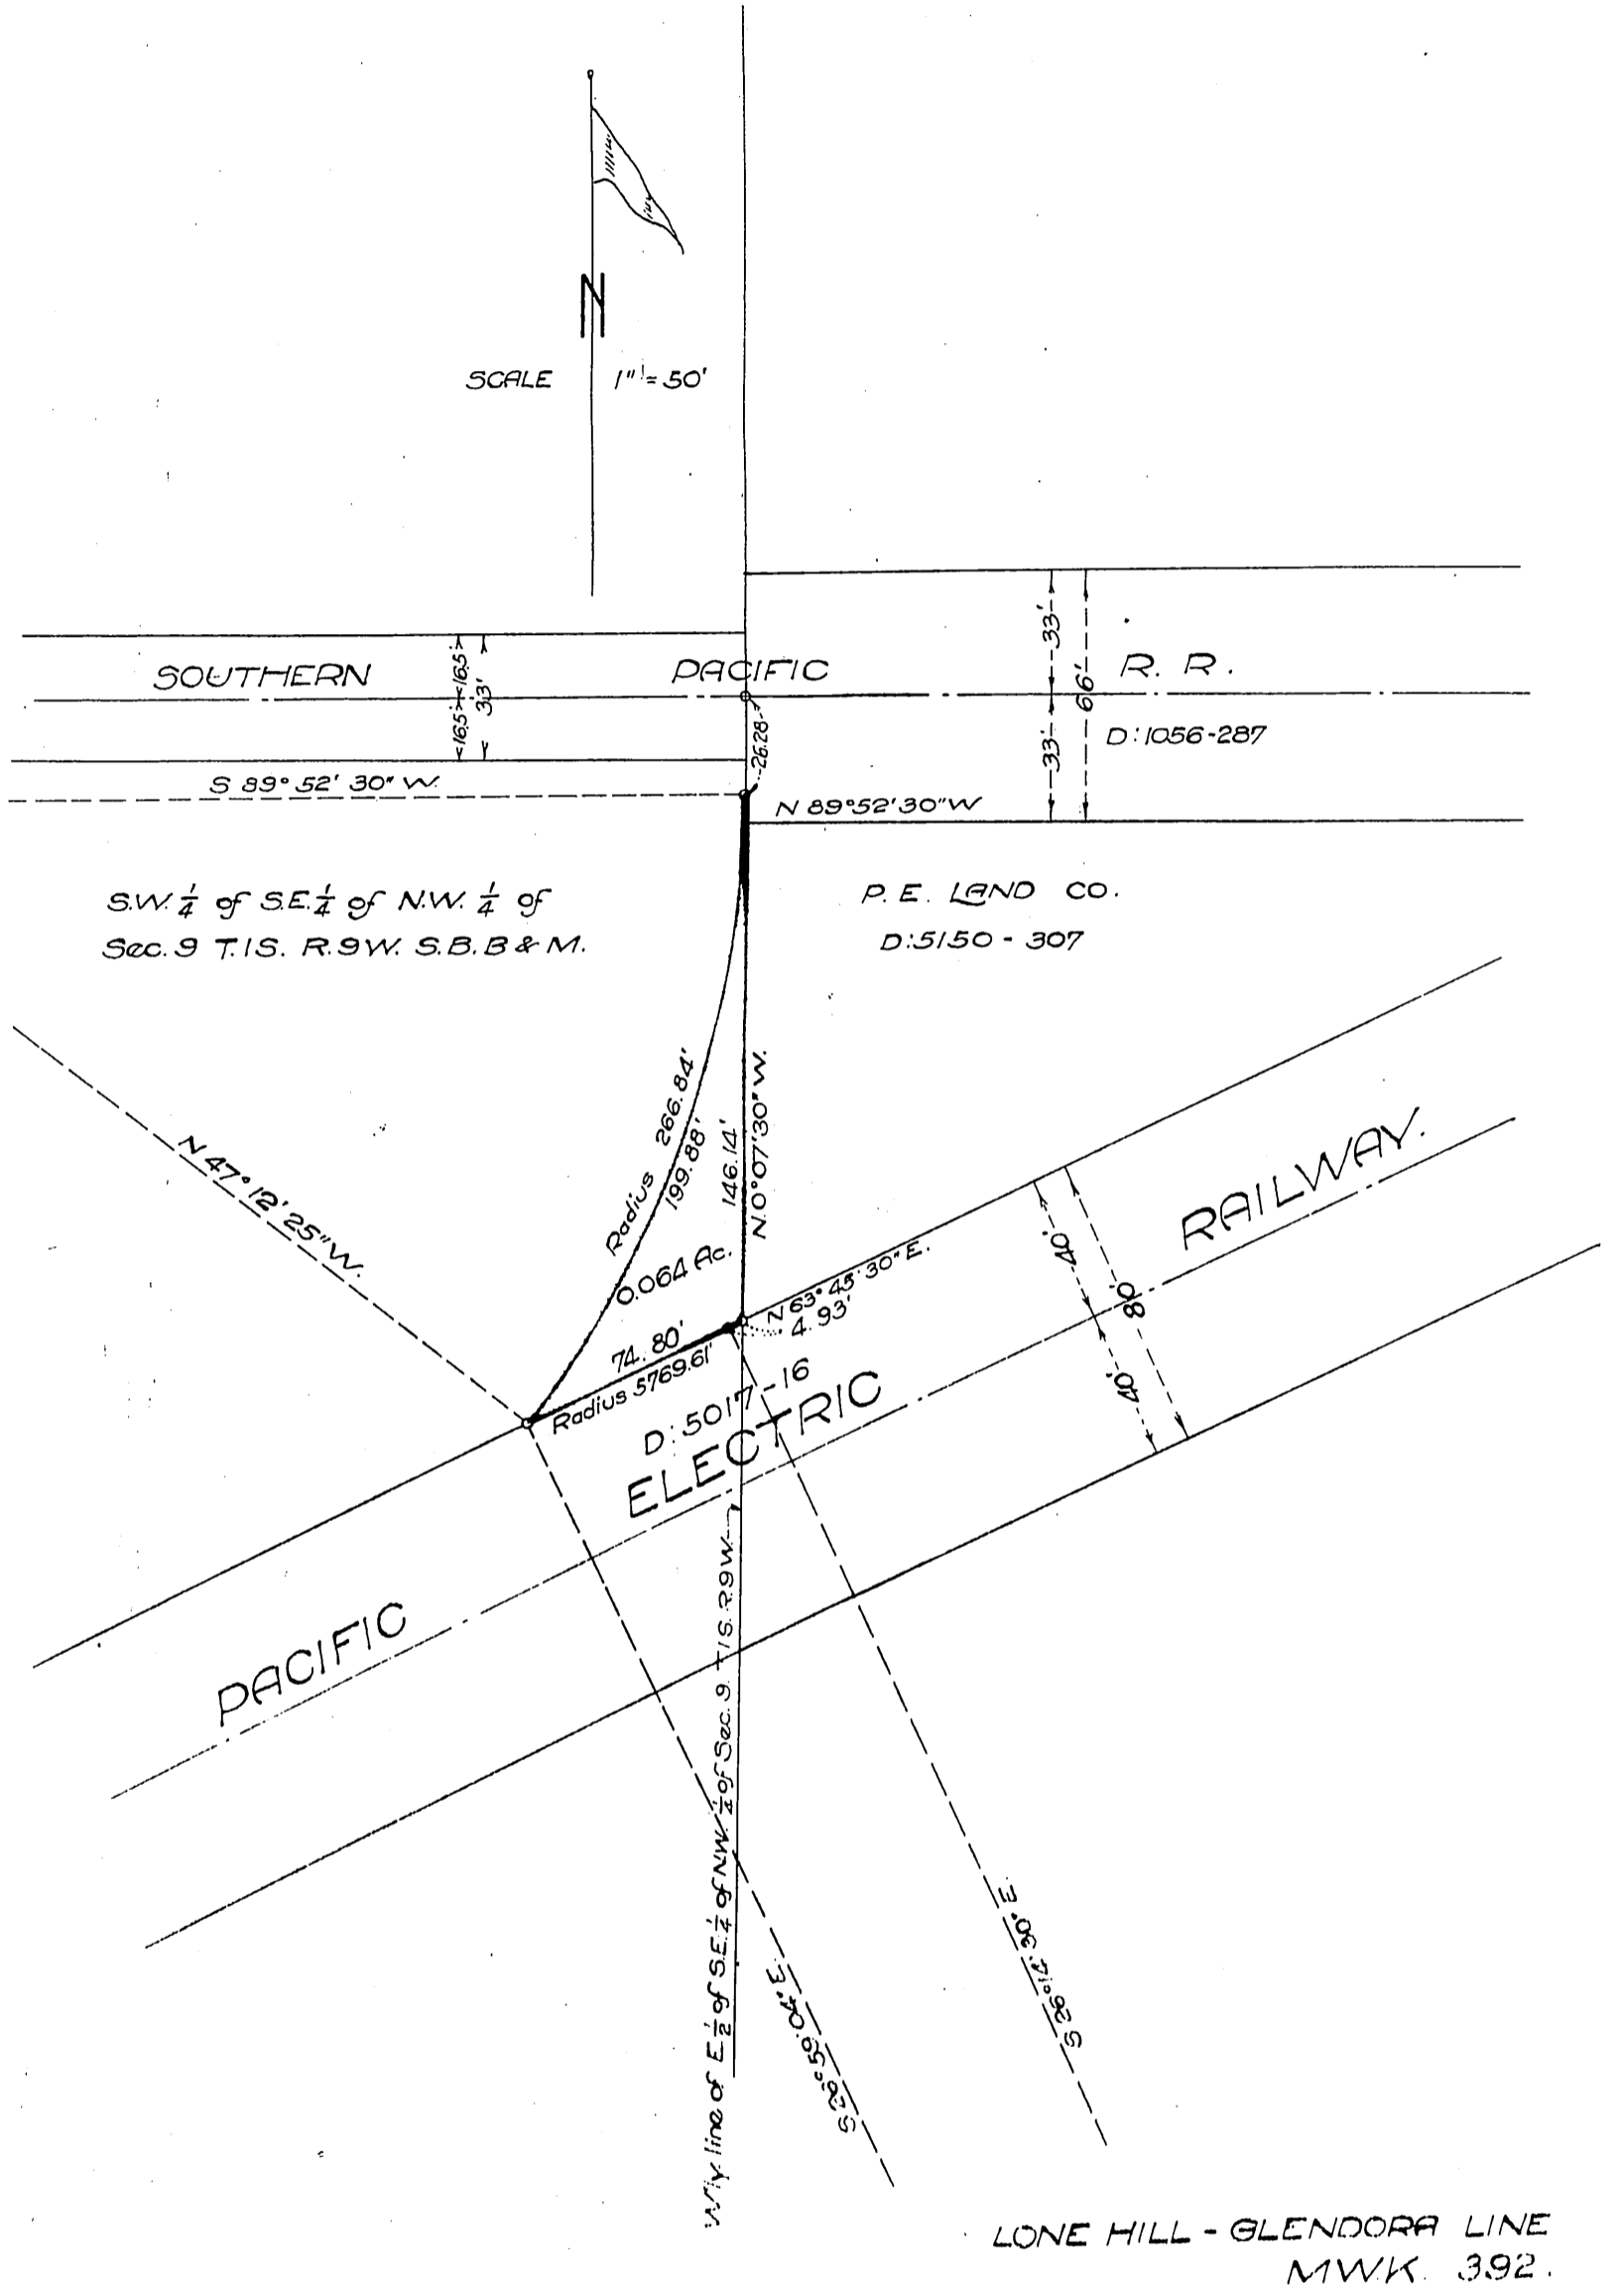 N
SCALE 1" = 50'
33'
16.5'
16.5'
33'
66'
33'
SOUTHERN PACIFIC R. R.
26.28
D:1056-287
S 89° 52' 30" W.
N 89°52'30"W
S.W. 1/4 of S.E. 1/4 of N.W. 1/4 of
Sec. 9 T.1S. R.9W. S.B.B & M.
P. E. LAND CO.
D:5150 - 307
N 47° 12' 25" W.
Radius 266.84'
199.88'
146.14'
N.0°07'30"W.
0.064 Ac.
N 63° 45' 30" E.
4.93'
74.80'
Radius 5769.61'
D:5017-16
40'
80'
40'
PACIFIC ELECTRIC RAILWAY.
W'ly line of E 1/2 of S.E. 1/4 of N.W. 1/4 of Sec. 9. T.1S. R.9W.
S 26° 59' 04" E.
S 26° 14' 30" E.
LONE HILL - GLENDORA LINE
M.W.K. 392.